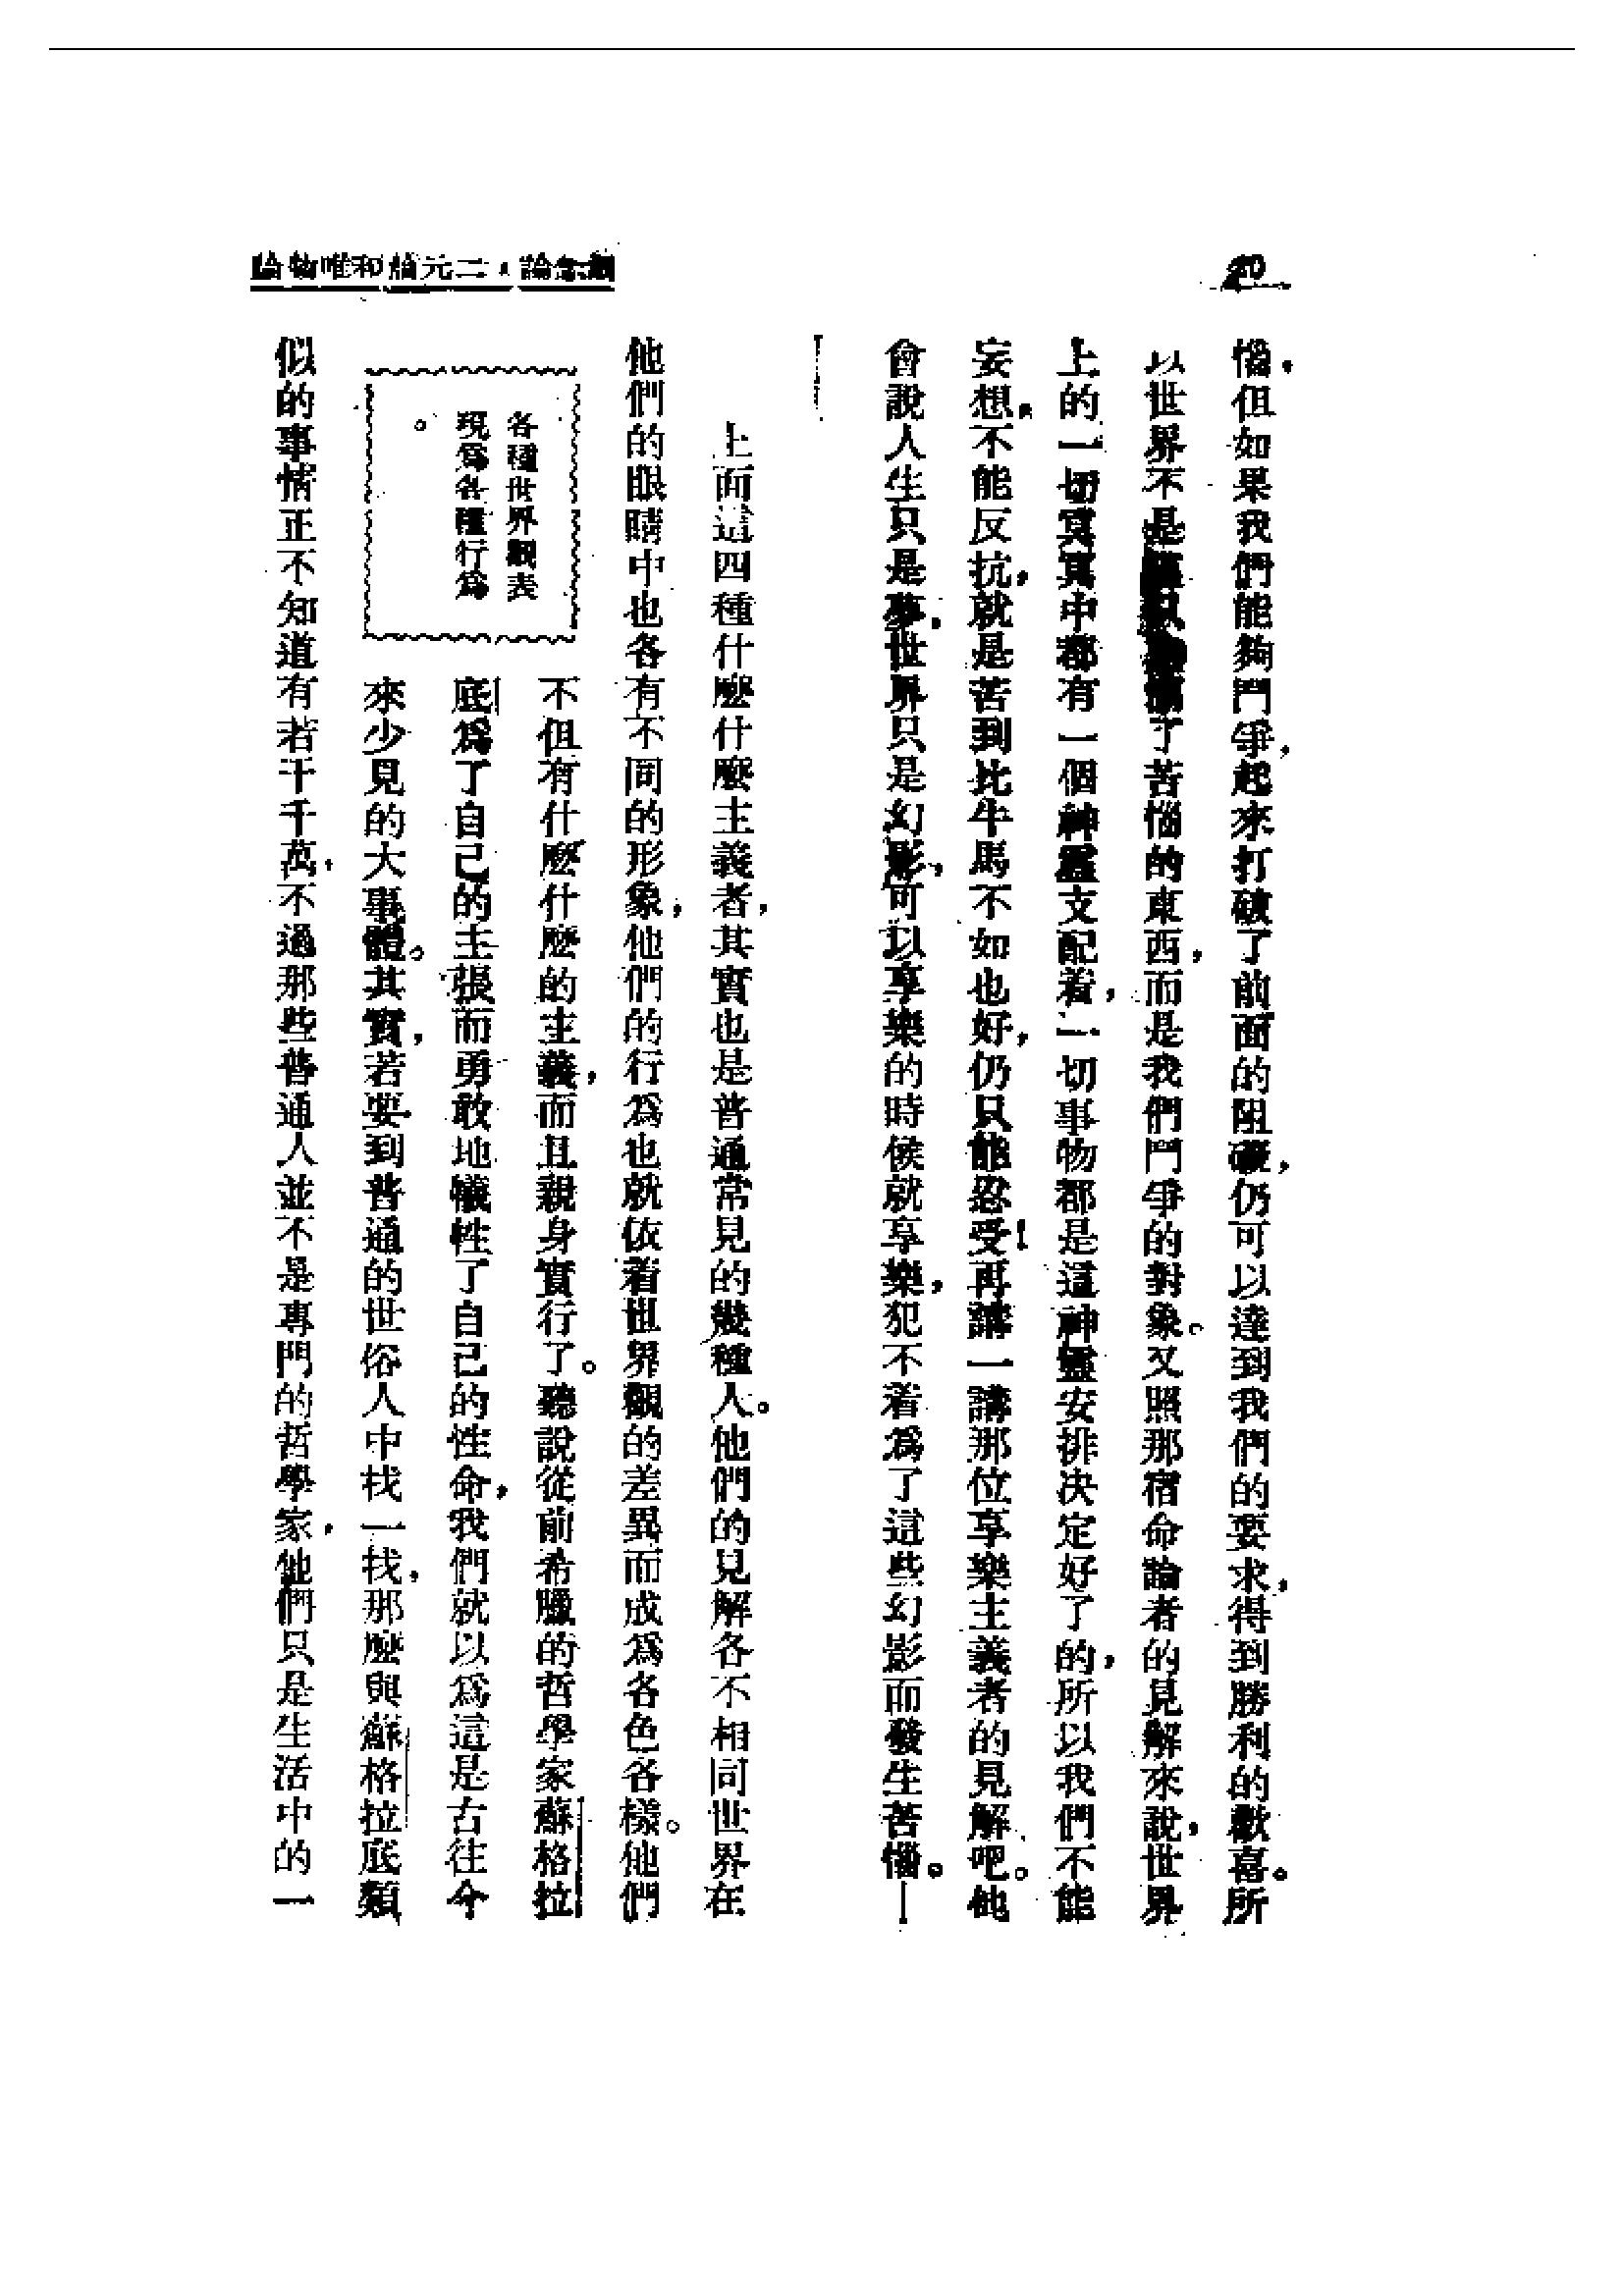 20
觀念論、二元論和唯物論
惱，但如果我們能夠鬥爭，起來打破了前面的阻礙，仍可以達到我們的要求，得到勝利的歡喜。所
以世界不是了苦惱的東西，而是我們鬥爭的對象。又照那宿命論者的見解來說，世界
上的一切冥冥中都有一個神靈支配着，一切事物都是這神靈安排決定好了的，所以我們不能
妄想，不能反抗，就是苦到比牛馬不如也好，仍只能忍受！再講一講那位享樂主義者的見解吧。他
會說人生只是夢，世界只是幻影，可以享樂的時候就享樂，犯不着爲了這些幻影而發生苦惱。—
上面這四種什麼什麼主義者，其實也是普通常見的幾種人。他們的見解各不相同，世界在
他們的眼睛中也各有不同的形象，他們的行爲也就依着世界觀的差異而成爲各色各樣。他們
各種世界觀表
現爲各種行爲
。
不但有什麼什麼的主義，而且親身實行了。聽說從前希臘的哲學家蘇格拉
底爲了自己的主張而勇敢地犧牲了自己的性命，我們就以爲這是古往今
來少見的大事體。其實，若要到普通的世俗人中找一找，那麼與蘇格拉底類
似的事情正不知道有若干千萬，不過那些普通人並不是專門的哲學家，他們只是生活中的一